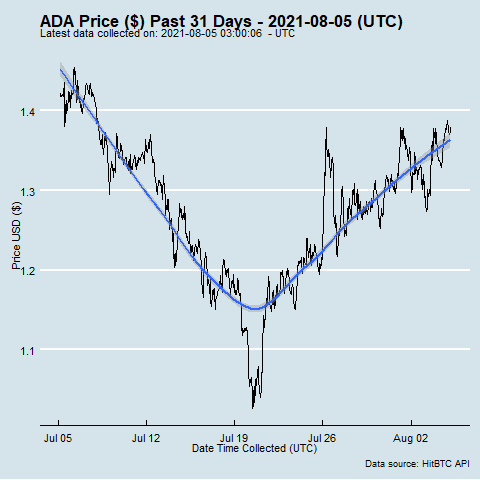 ADA Price ($) Past 31 Days - 2021-08-05 (UTC)
Latest data collected on: 2021-08-05 03:00:06  - UTC
1.4
1.3
1.2
1.1
Price USD ($)
Jul 05 Jul 12 Jul 19 Jul 26 Aug 02
Date Time Collected (UTC)
Data source: HitBTC API